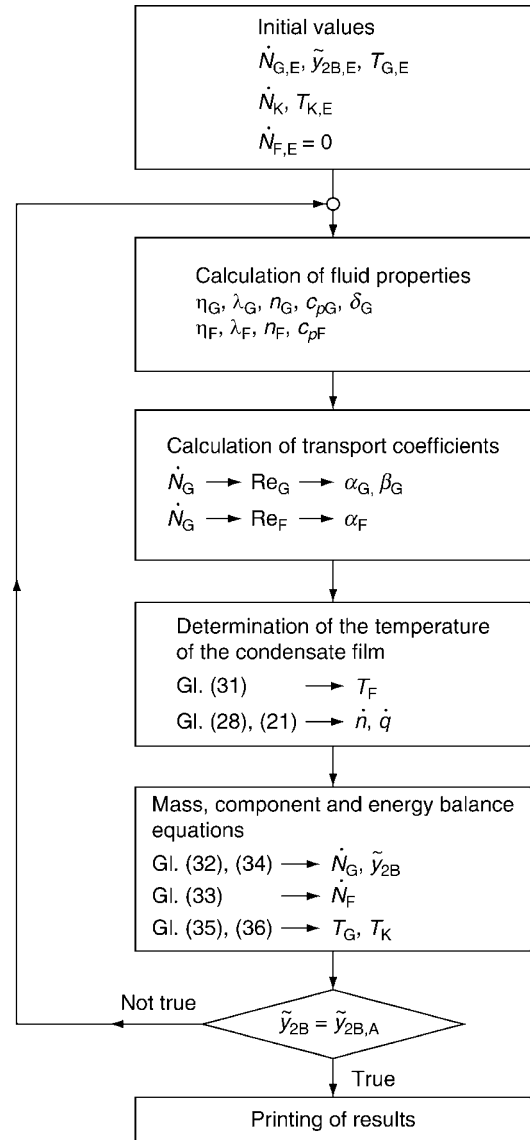 Initial values
Ṅ_G,E, ỹ_2B,E, T_G,E
Ṅ_K, T_K,E
Ṅ_F,E = 0
Calculation of fluid properties
η_G, λ_G, n_G, c_pG, δ_G
η_F, λ_F, n_F, c_pF
Calculation of transport coefficients
Ṅ_G → Re_G → α_G, β_G
Ṅ_G → Re_F → α_F
Determination of the temperature
of the condensate film
Gl. (31) → T_F
Gl. (28), (21) → ṅ, q̇
Mass, component and energy balance
equations
Gl. (32), (34) → Ṅ_G, ỹ_2B
Gl. (33) → Ṅ_F
Gl. (35), (36) → T_G, T_K
Not true
ỹ_2B = ỹ_2B,A
True
Printing of results